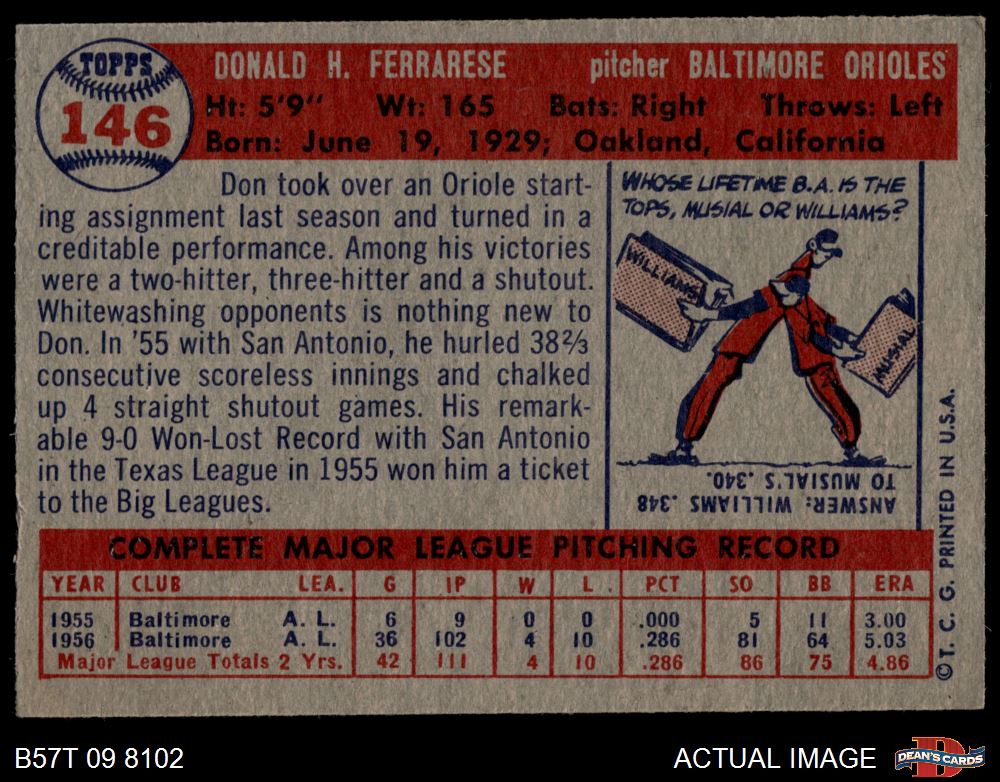 TOPPS
146
DONALD H. FERRARESE pitcher BALTIMORE ORIOLES
Ht: 5'9" Wt: 165 Bats: Right Throws: Left
Born: June 19, 1929; Oakland, California
Don took over an Oriole start-
ing assignment last season and turned in a
creditable performance. Among his victories
were a two-hitter, three-hitter and a shutout.
Whitewashing opponents is nothing new to
Don. In '55 with San Antonio, he hurled 38⅔
consecutive scoreless innings and chalked
up 4 straight shutout games. His remark-
able 9-0 Won-Lost Record with San Antonio
in the Texas League in 1955 won him a ticket
to the Big Leagues.
WHOSE LIFETIME B.A. IS THE
TOPS, MUSIAL OR WILLIAMS?
WILLIAMS
MUSIAL
ANSWER: WILLIAMS .348
TO MUSIAL'S .340.
COMPLETE MAJOR LEAGUE PITCHING RECORD
YEAR CLUB LEA. G IP W L PCT SO BB ERA
1955 Baltimore A. L. 6 9 0 0 .000 5 11 3.00
1956 Baltimore A. L. 36 102 4 10 .286 81 64 5.03
Major League Totals 2 Yrs. 42 111 4 10 .286 86 75 4.86
©T. C. G. PRINTED IN U.S.A.
B57T 09 8102
ACTUAL IMAGE
D
DEAN'S CARDS